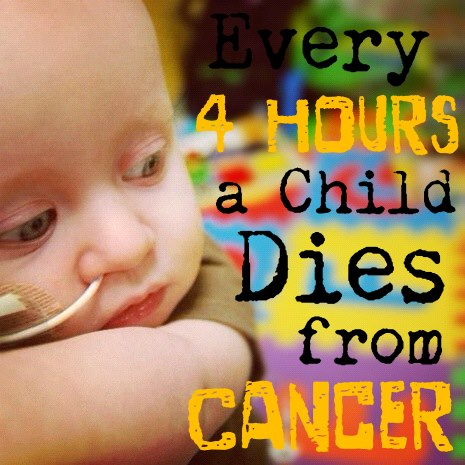 Every
4 HOURS
a Child
Dies
from
CANCER